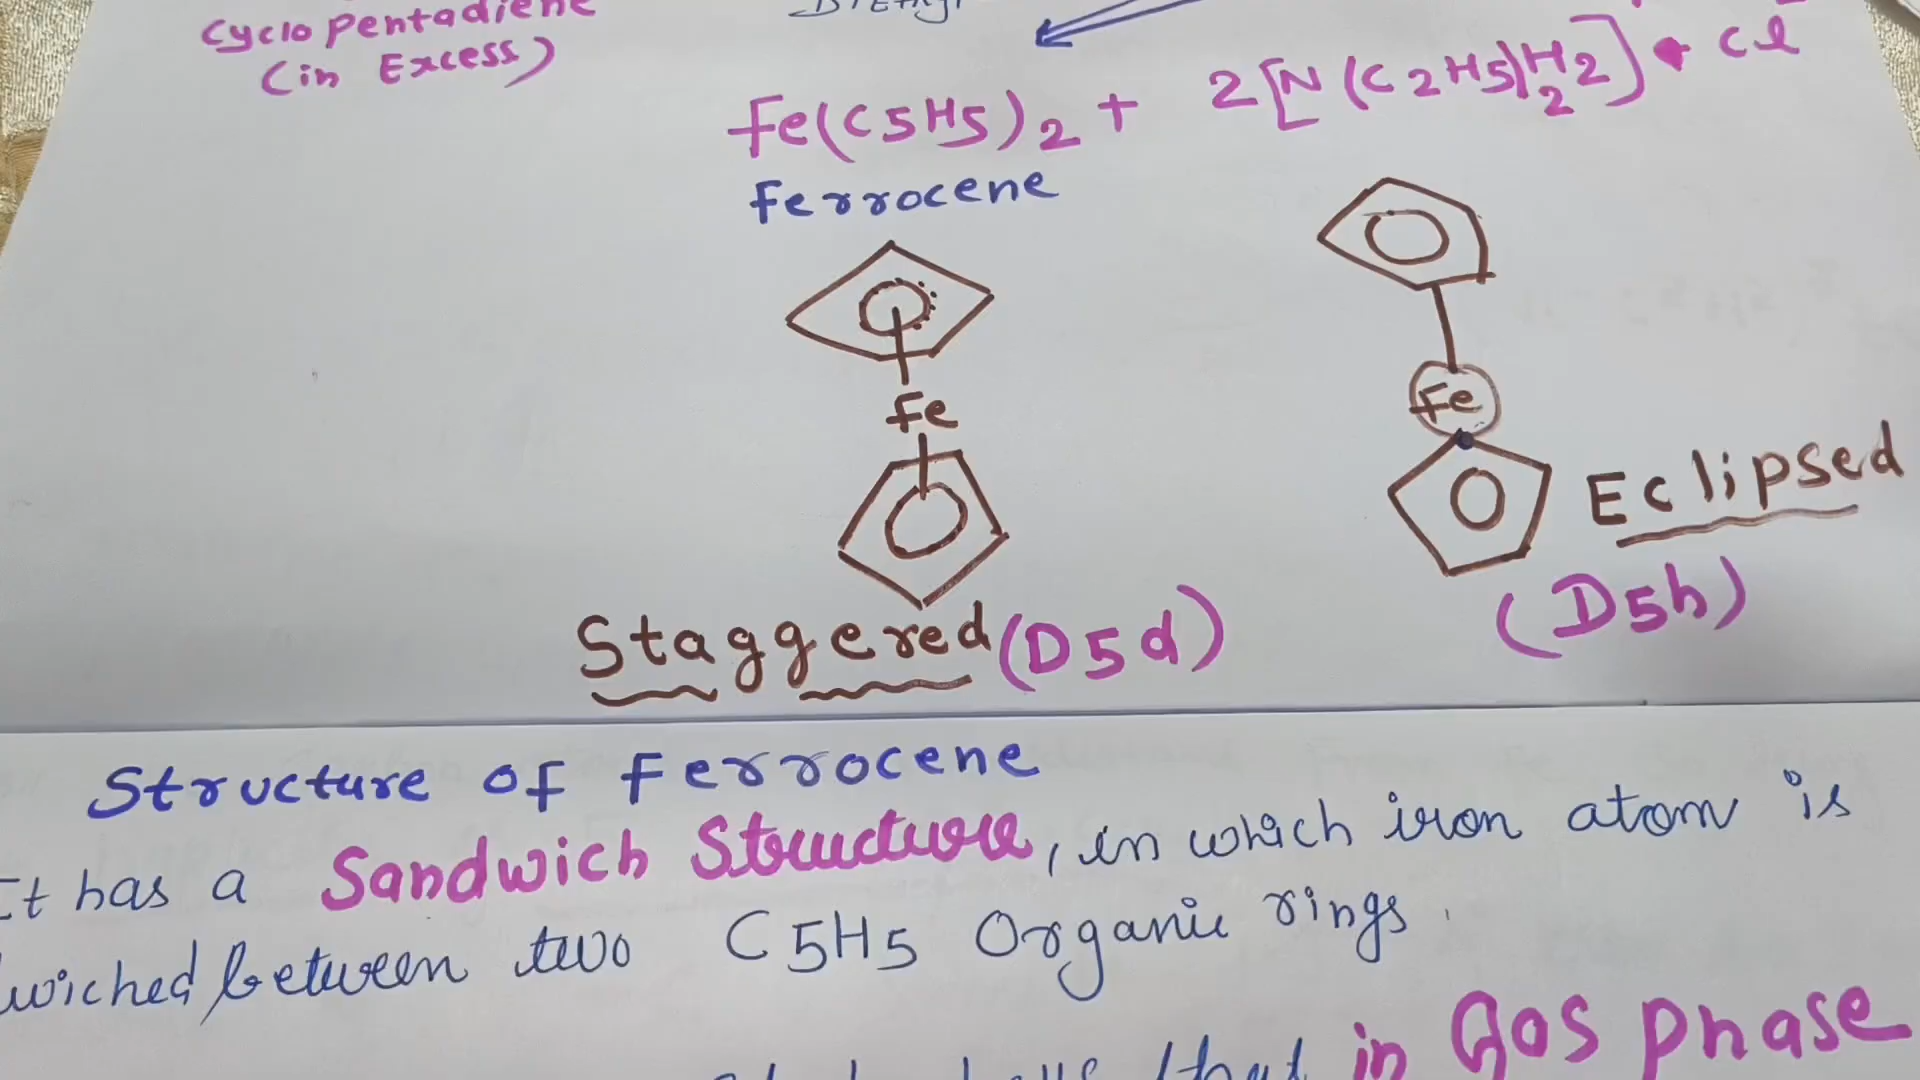 Cyclo Pentadiene
(in Excess)
Fe(C5H5)2 + 2[N(C2H5)2H2]+ Cl-
Ferrocene
Fe
Fe
Eclipsed
(D5h)
Staggered (D5d)
Structure of Ferrocene
It has a Sandwich Structure, in which iron atom is
wiched between two C5H5 Organic rings.
that in Gas phase